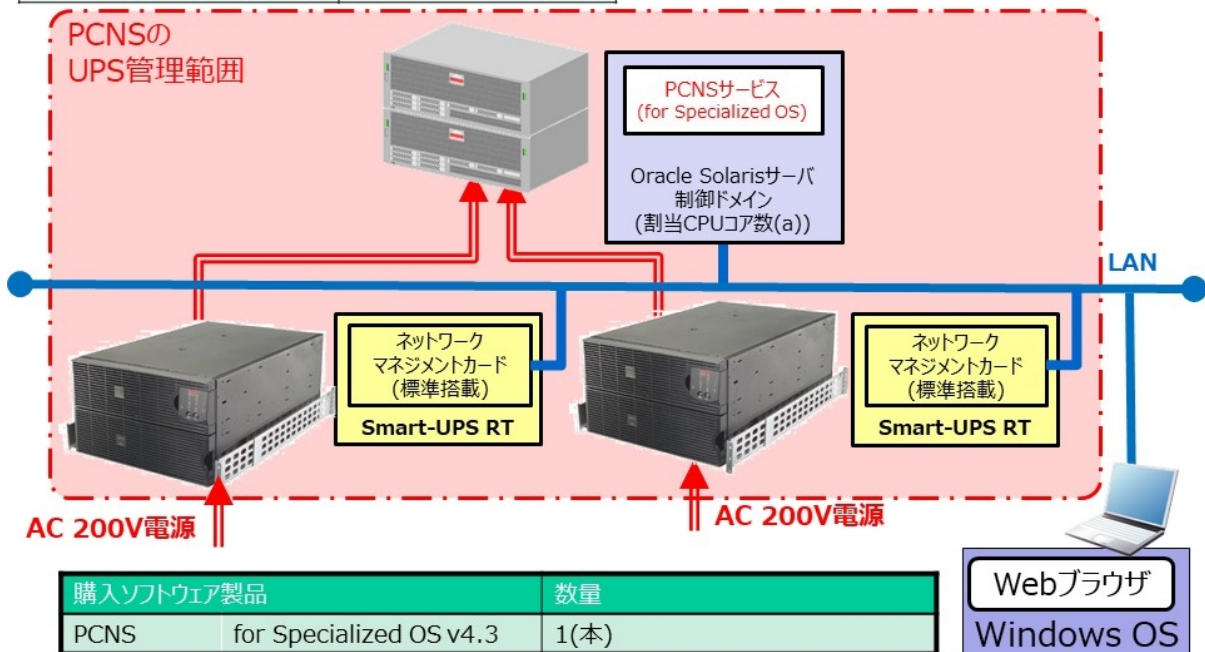 PCNSの
UPS管理範囲
PCNSサービス
(for Specialized OS)
Oracle Solarisサーバ
制御ドメイン
(割当CPUコア数(a))
LAN
ネットワーク
マネジメントカード
(標準搭載)
Smart-UPS RT
ネットワーク
マネジメントカード
(標準搭載)
Smart-UPS RT
AC 200V電源
AC 200V電源
購入ソフトウェア製品 数量
PCNS for Specialized OS v4.3 1(本)
Webブラウザ
Windows OS